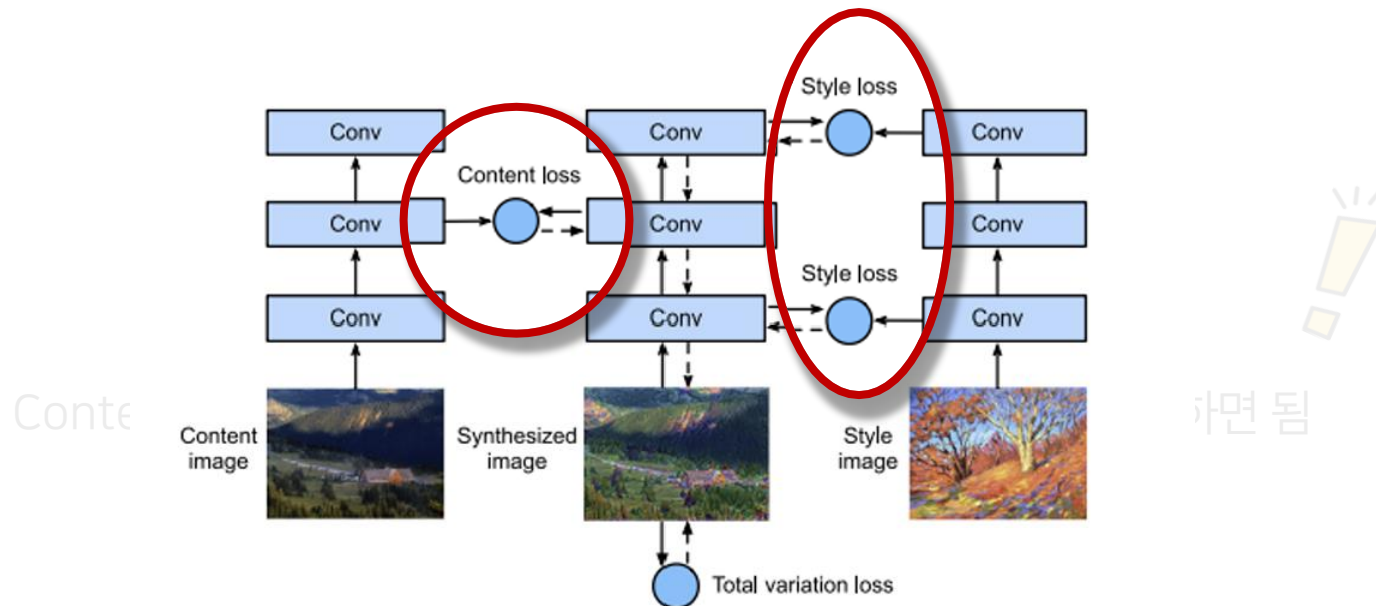 Style loss
Conv
Conv
Conv
Content loss
Conv
Conv
Conv
Style loss
Conv
Conv
Conv
Conte
하면 됨
Content
image
Synthesized
image
Style
image
Total variation loss